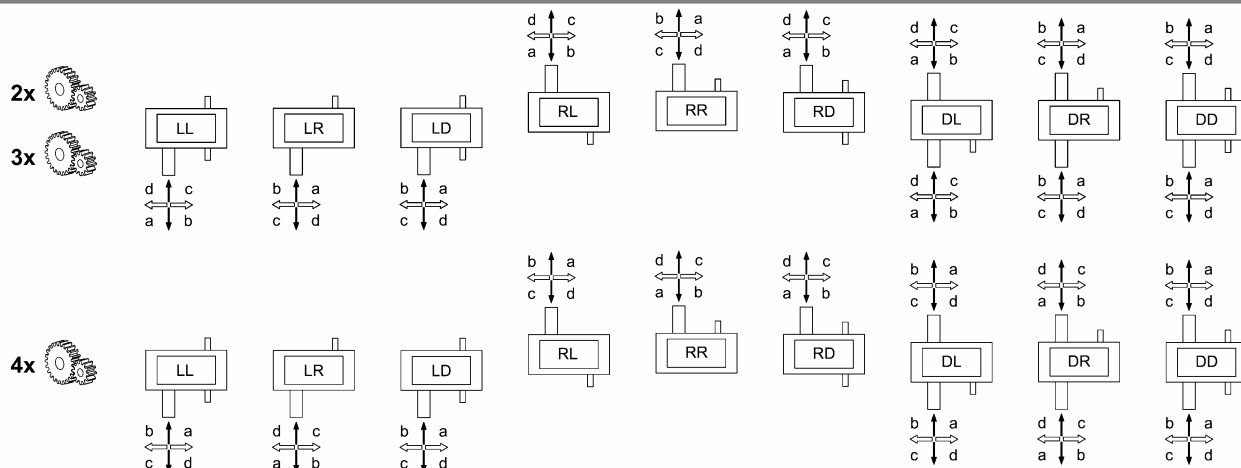 d c b a d c
d c b a b a
a b c d a b
a b c d c d
2x
RL RR RD
DL DR DD
LL LR LD
3x
d c b a b a
d c b a b a
a b c d c d
a b c d c d
b a d c d c
b a d c b a
c d a b a b
c d a b c d
RL RR RD
DL DR DD
4x
LL LR LD
b a d c b a
b a d c b a
c d a b c d
c d a b c d